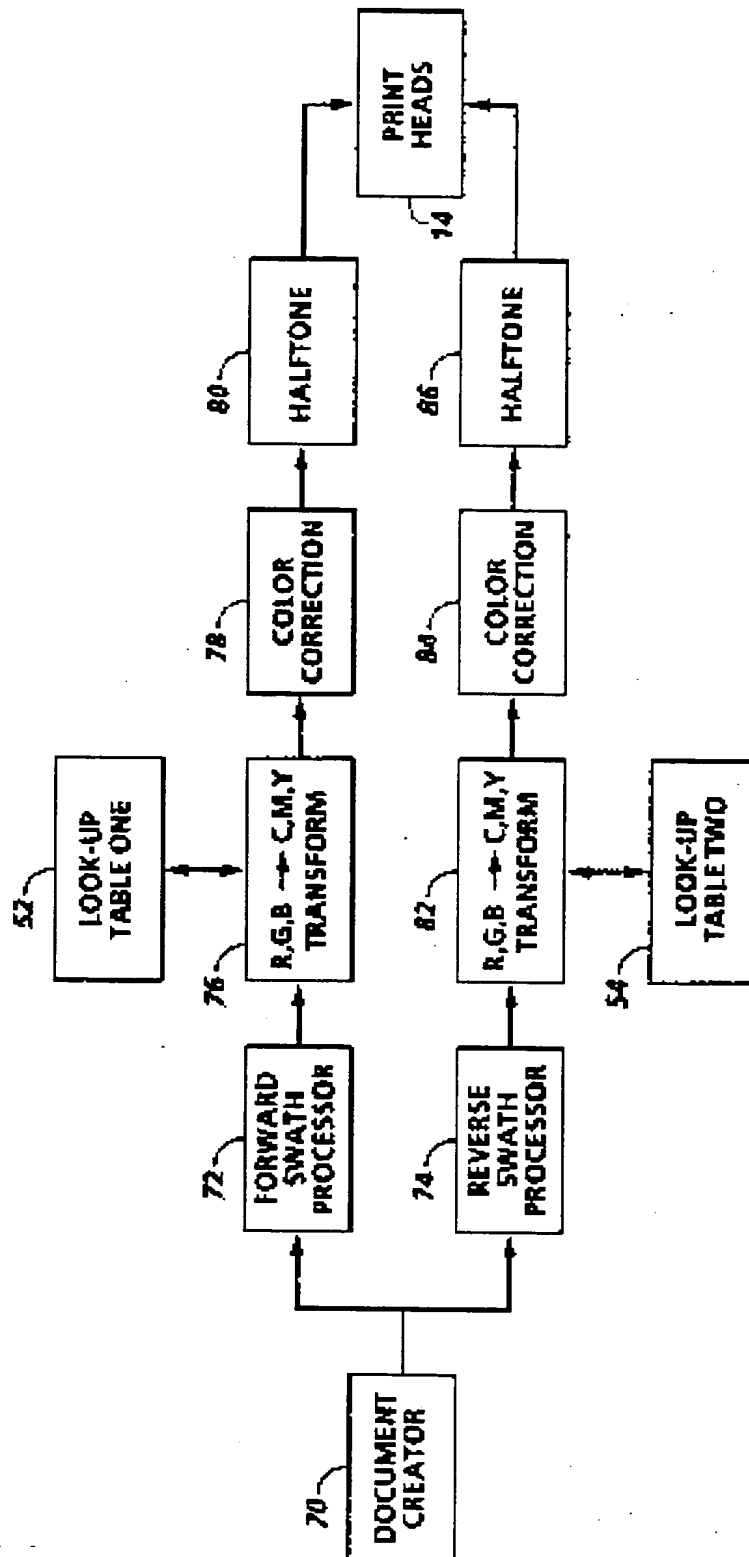 70
DOCUMENT
CREATOR
72
FORWARD
SWATH
PROCESSOR
74
REVERSE
SWATH
PROCESSOR
52
LOOK-UP
TABLE ONE
76
R,G,B → C,M,Y
TRANSFORM
82
R,G,B → C,M,Y
TRANSFORM
54
LOOK-UP
TABLE TWO
78
COLOR
CORRECTION
84
COLOR
CORRECTION
80
HALFTONE
86
HALFTONE
14
PRINT
HEADS